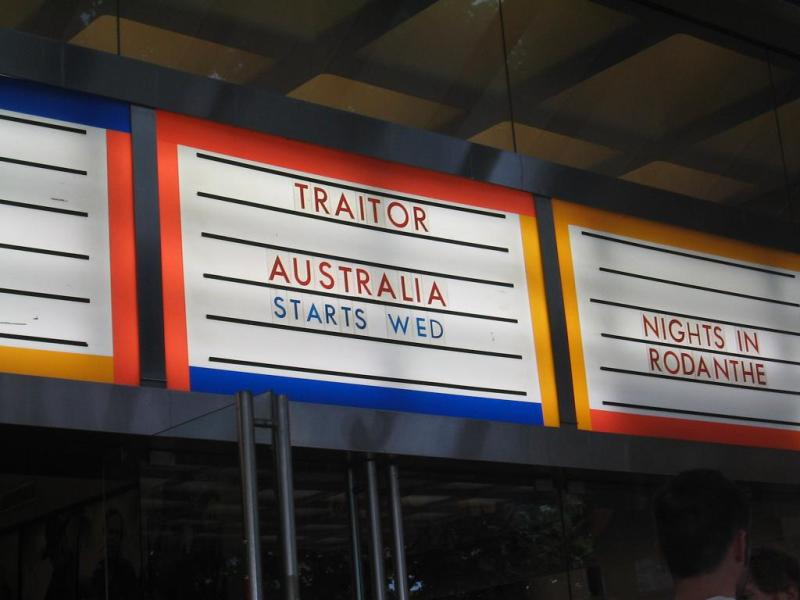 TRAITOR
AUSTRALIA
STARTS WED
NIGHTS IN
RODANTHE